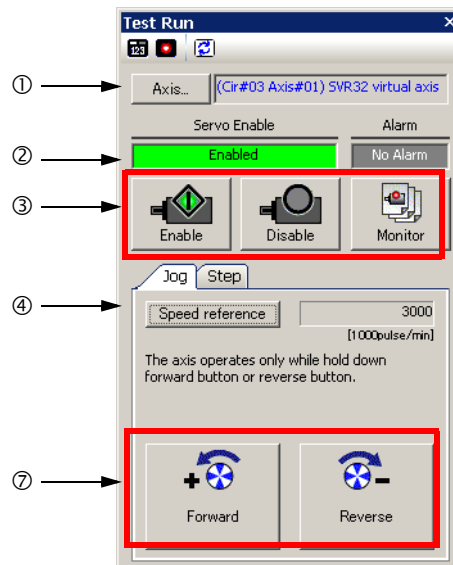 Test Run
×
123
① Axis... (Cir#03 Axis#01) SVR32 virtual axis
Servo Enable Alarm
② Enabled No Alarm
③
Enable Disable Monitor
Jog Step
④ Speed reference 3000
[1000pulse/min]
The axis operates only while hold down
forward button or reverse button.
⑦
Forward Reverse